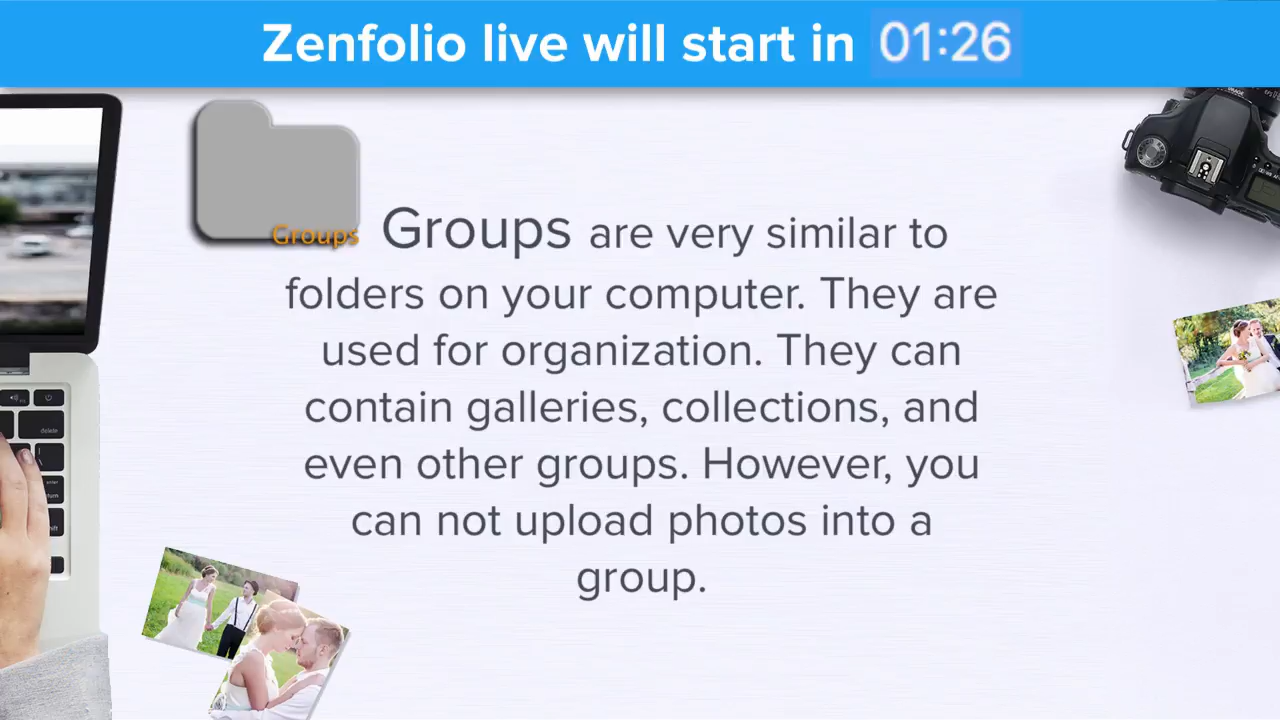 Zenfolio live will start in 01:26
Groups
Groups are very similar to
folders on your computer. They are
used for organization. They can
contain galleries, collections, and
even other groups. However, you
can not upload photos into a
group.
delete